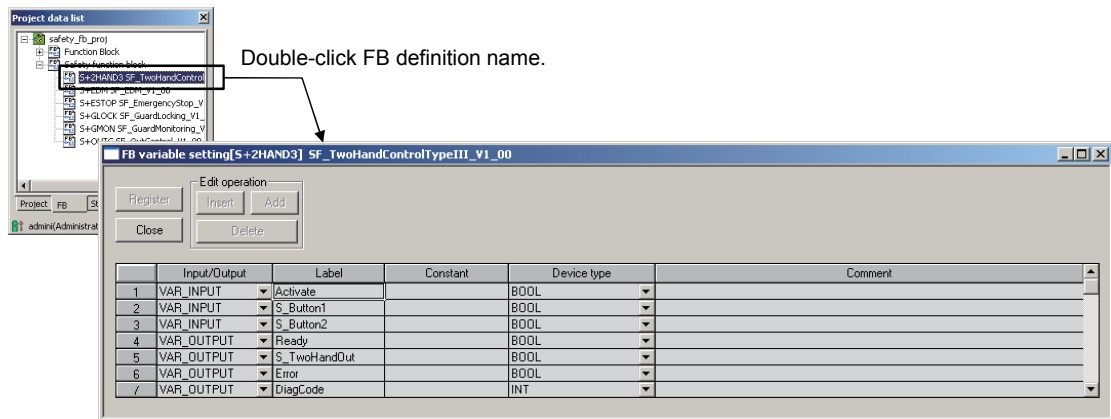 Project data list
safety_fb_proj
Function Block
Safety function block
S+2HAND3 SF_TwoHandControl
S+EDM SF_EDM_V1_00
S+ESTOP SF_EmergencyStop_V
S+GLOCK SF_GuardLocking_V1_
S+GMON SF_GuardMonitoring_V
S+OUTC SF_OutControl_V1_00
Project FB St
admini(Administrat
Double-click FB definition name.
FB variable setting[S+2HAND3] SF_TwoHandControlTypeIII_V1_00
Register
Close
Edit operation
Insert Add
Delete
Input/Output Label Constant Device type Comment
1 VAR_INPUT Activate BOOL
2 VAR_INPUT S_Button1 BOOL
3 VAR_INPUT S_Button2 BOOL
4 VAR_OUTPUT Ready BOOL
5 VAR_OUTPUT S_TwoHandOut BOOL
6 VAR_OUTPUT Error BOOL
7 VAR_OUTPUT DiagCode INT